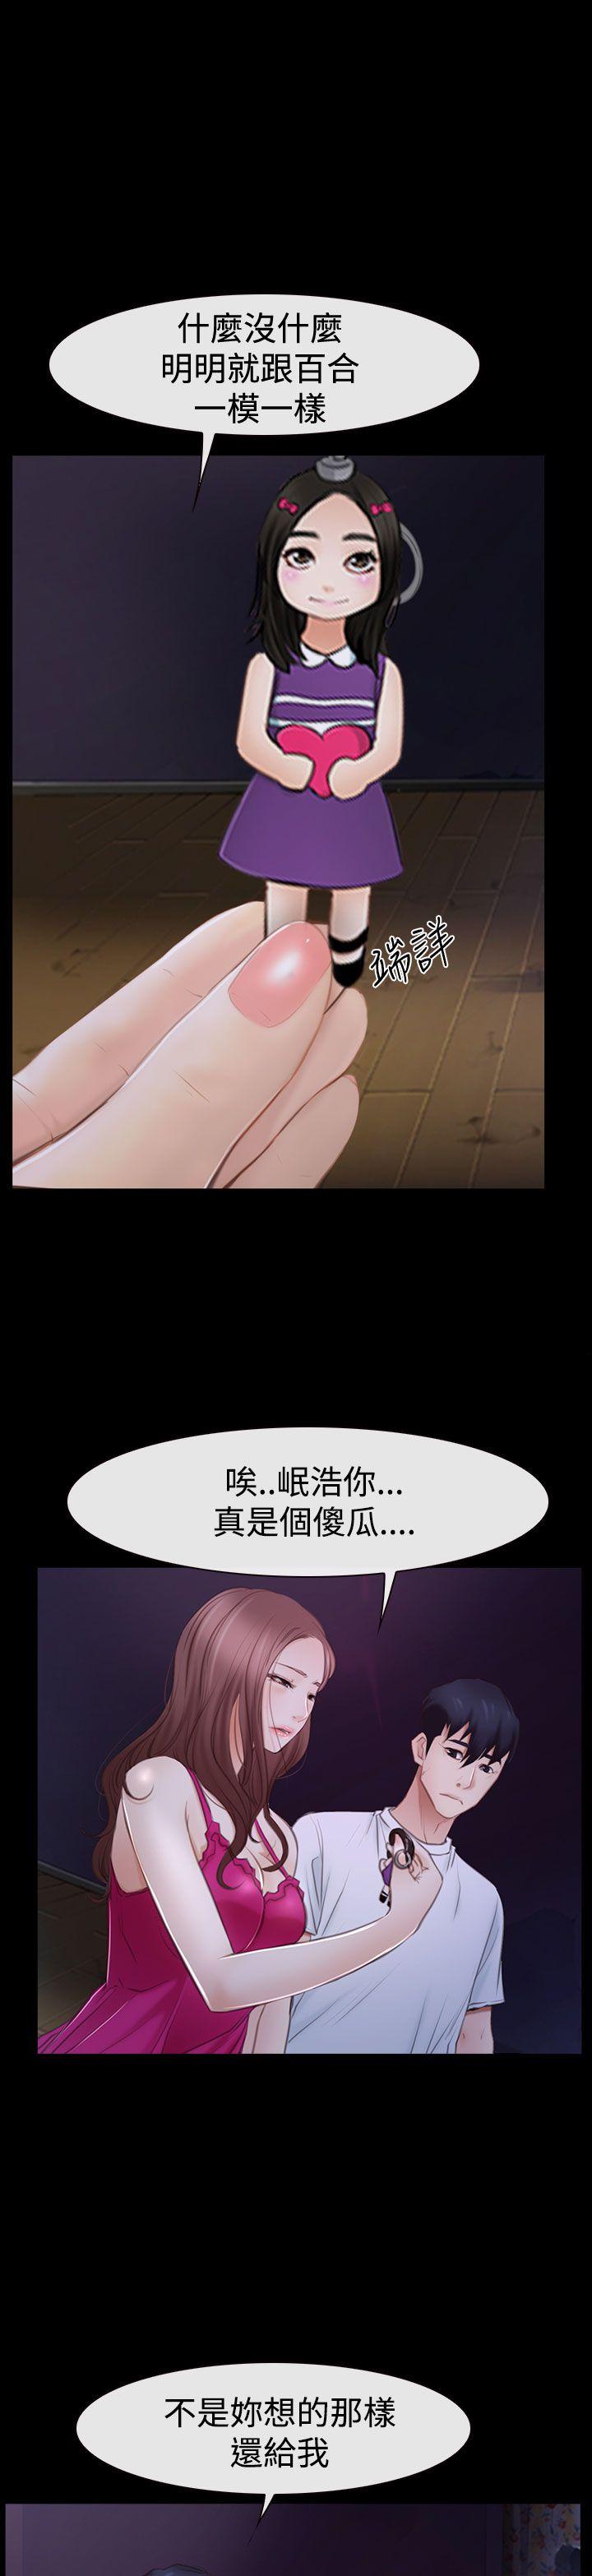 什麼沒什麼
明明就跟百合
一模一樣
端詳
唉..岷浩你...
真是個傻瓜....
不是妳想的那樣
還給我